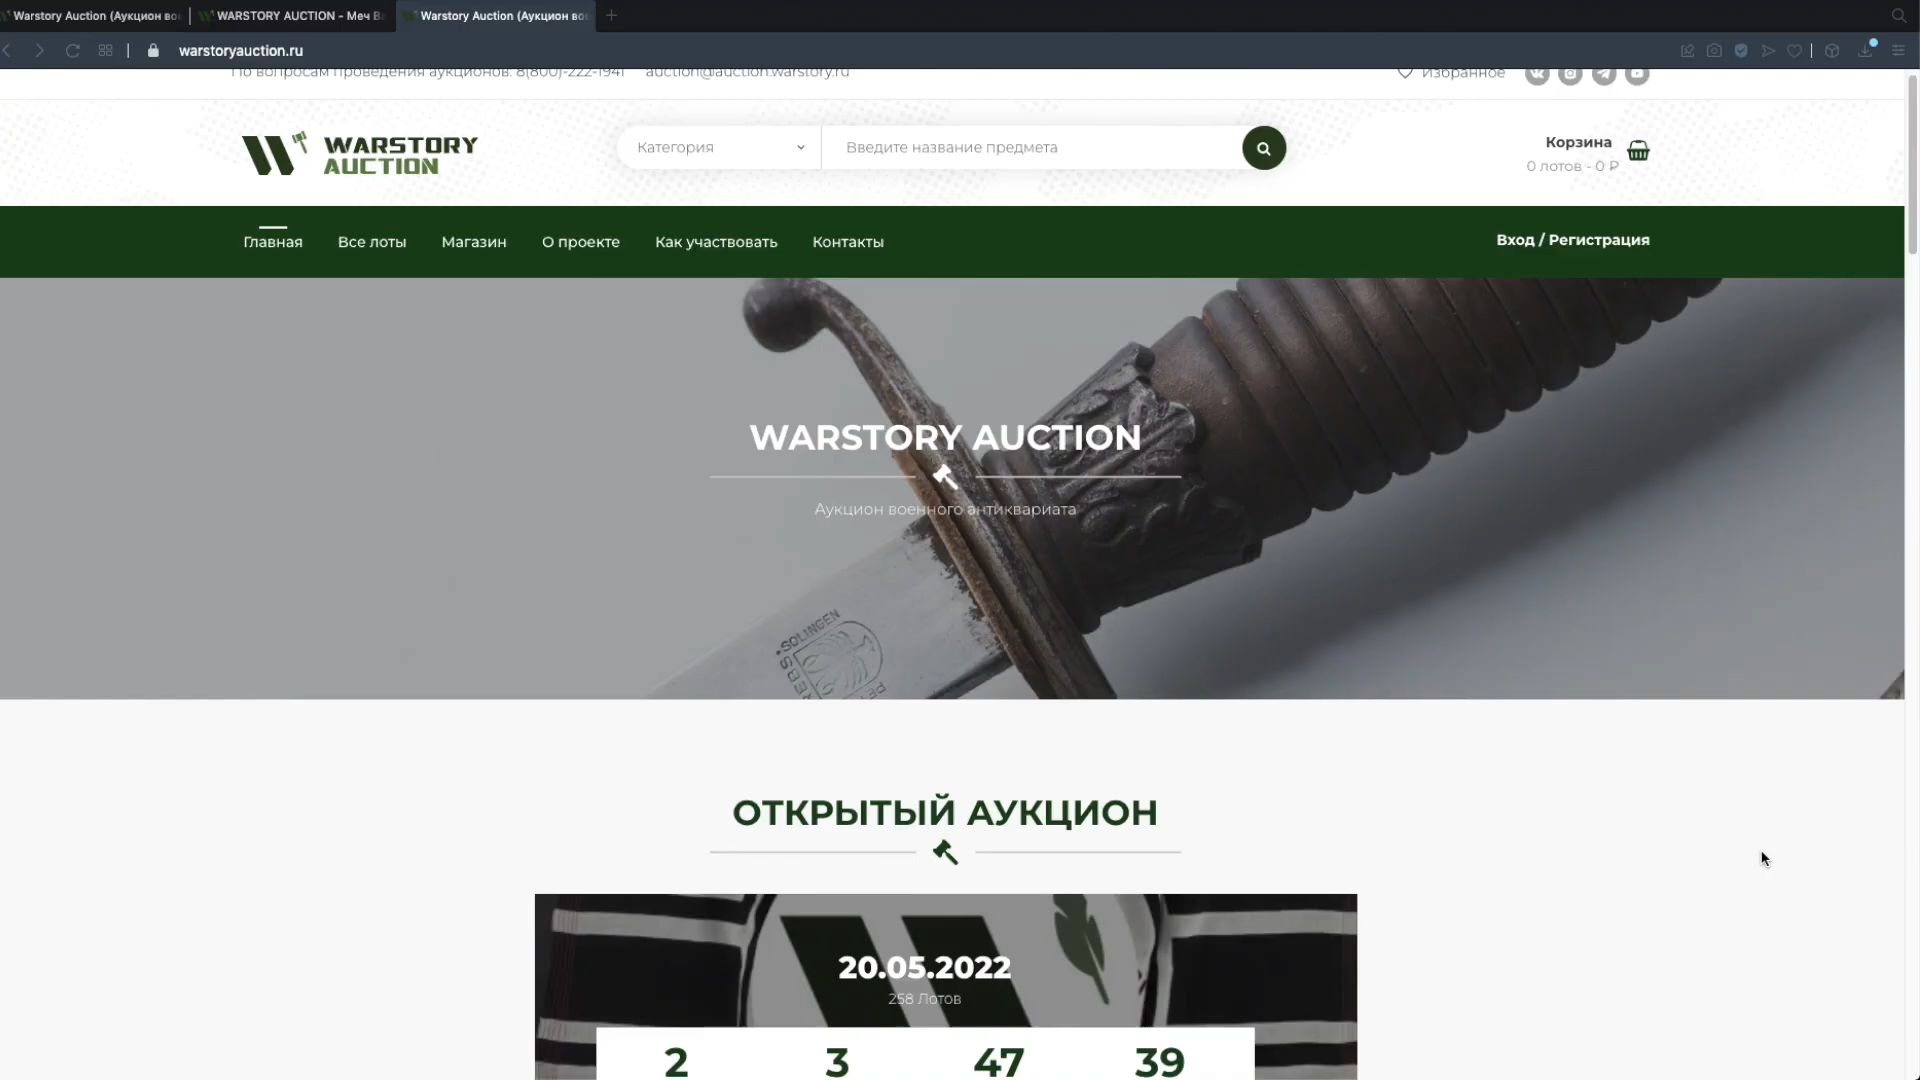 Warstory Auction (Аукцион
WARSTORY AUCTION - Меч
Warstory Auction (Аукцион
warstoryauction.ru
По вопросам проведения аукционов: 8(800)-222-1941 auction@auction.warstory.ru
Избранное
WARSTORY
AUCTION
Категория
Введите название предмета
Корзина
0 лотов - 0 ₽
Главная
Все лоты
Магазин
О проекте
Как участвовать
Контакты
Вход / Регистрация
WARSTORY AUCTION
Аукцион военного антиквариата
SOLINGEN
ОТКРЫТЫЙ АУКЦИОН
20.05.2022
258 Лотов
2 3 47 39